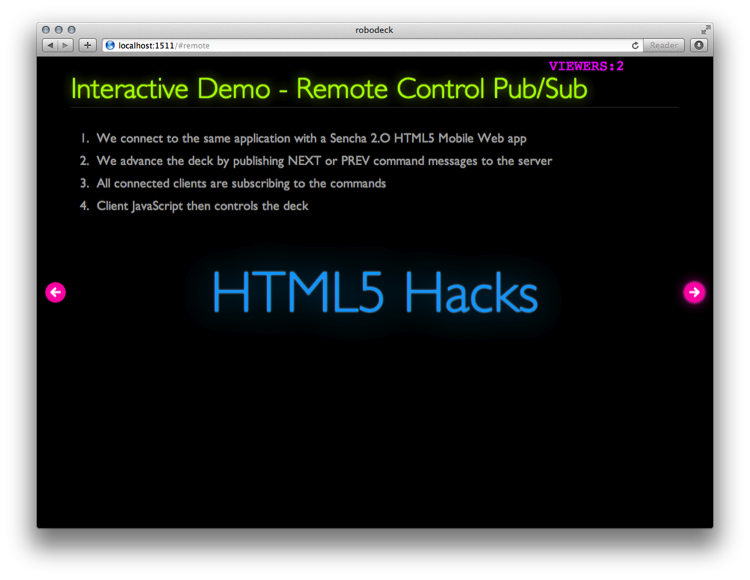 robodeck
localhost:1511/#remote
Reader
VIEWERS:2
Interactive Demo - Remote Control Pub/Sub
1. We connect to the same application with a Sencha 2.0 HTML5 Mobile Web app
2. We advance the deck by publishing NEXT or PREV command messages to the server
3. All connected clients are subscribing to the commands
4. Client JavaScript then controls the deck
HTML5 Hacks